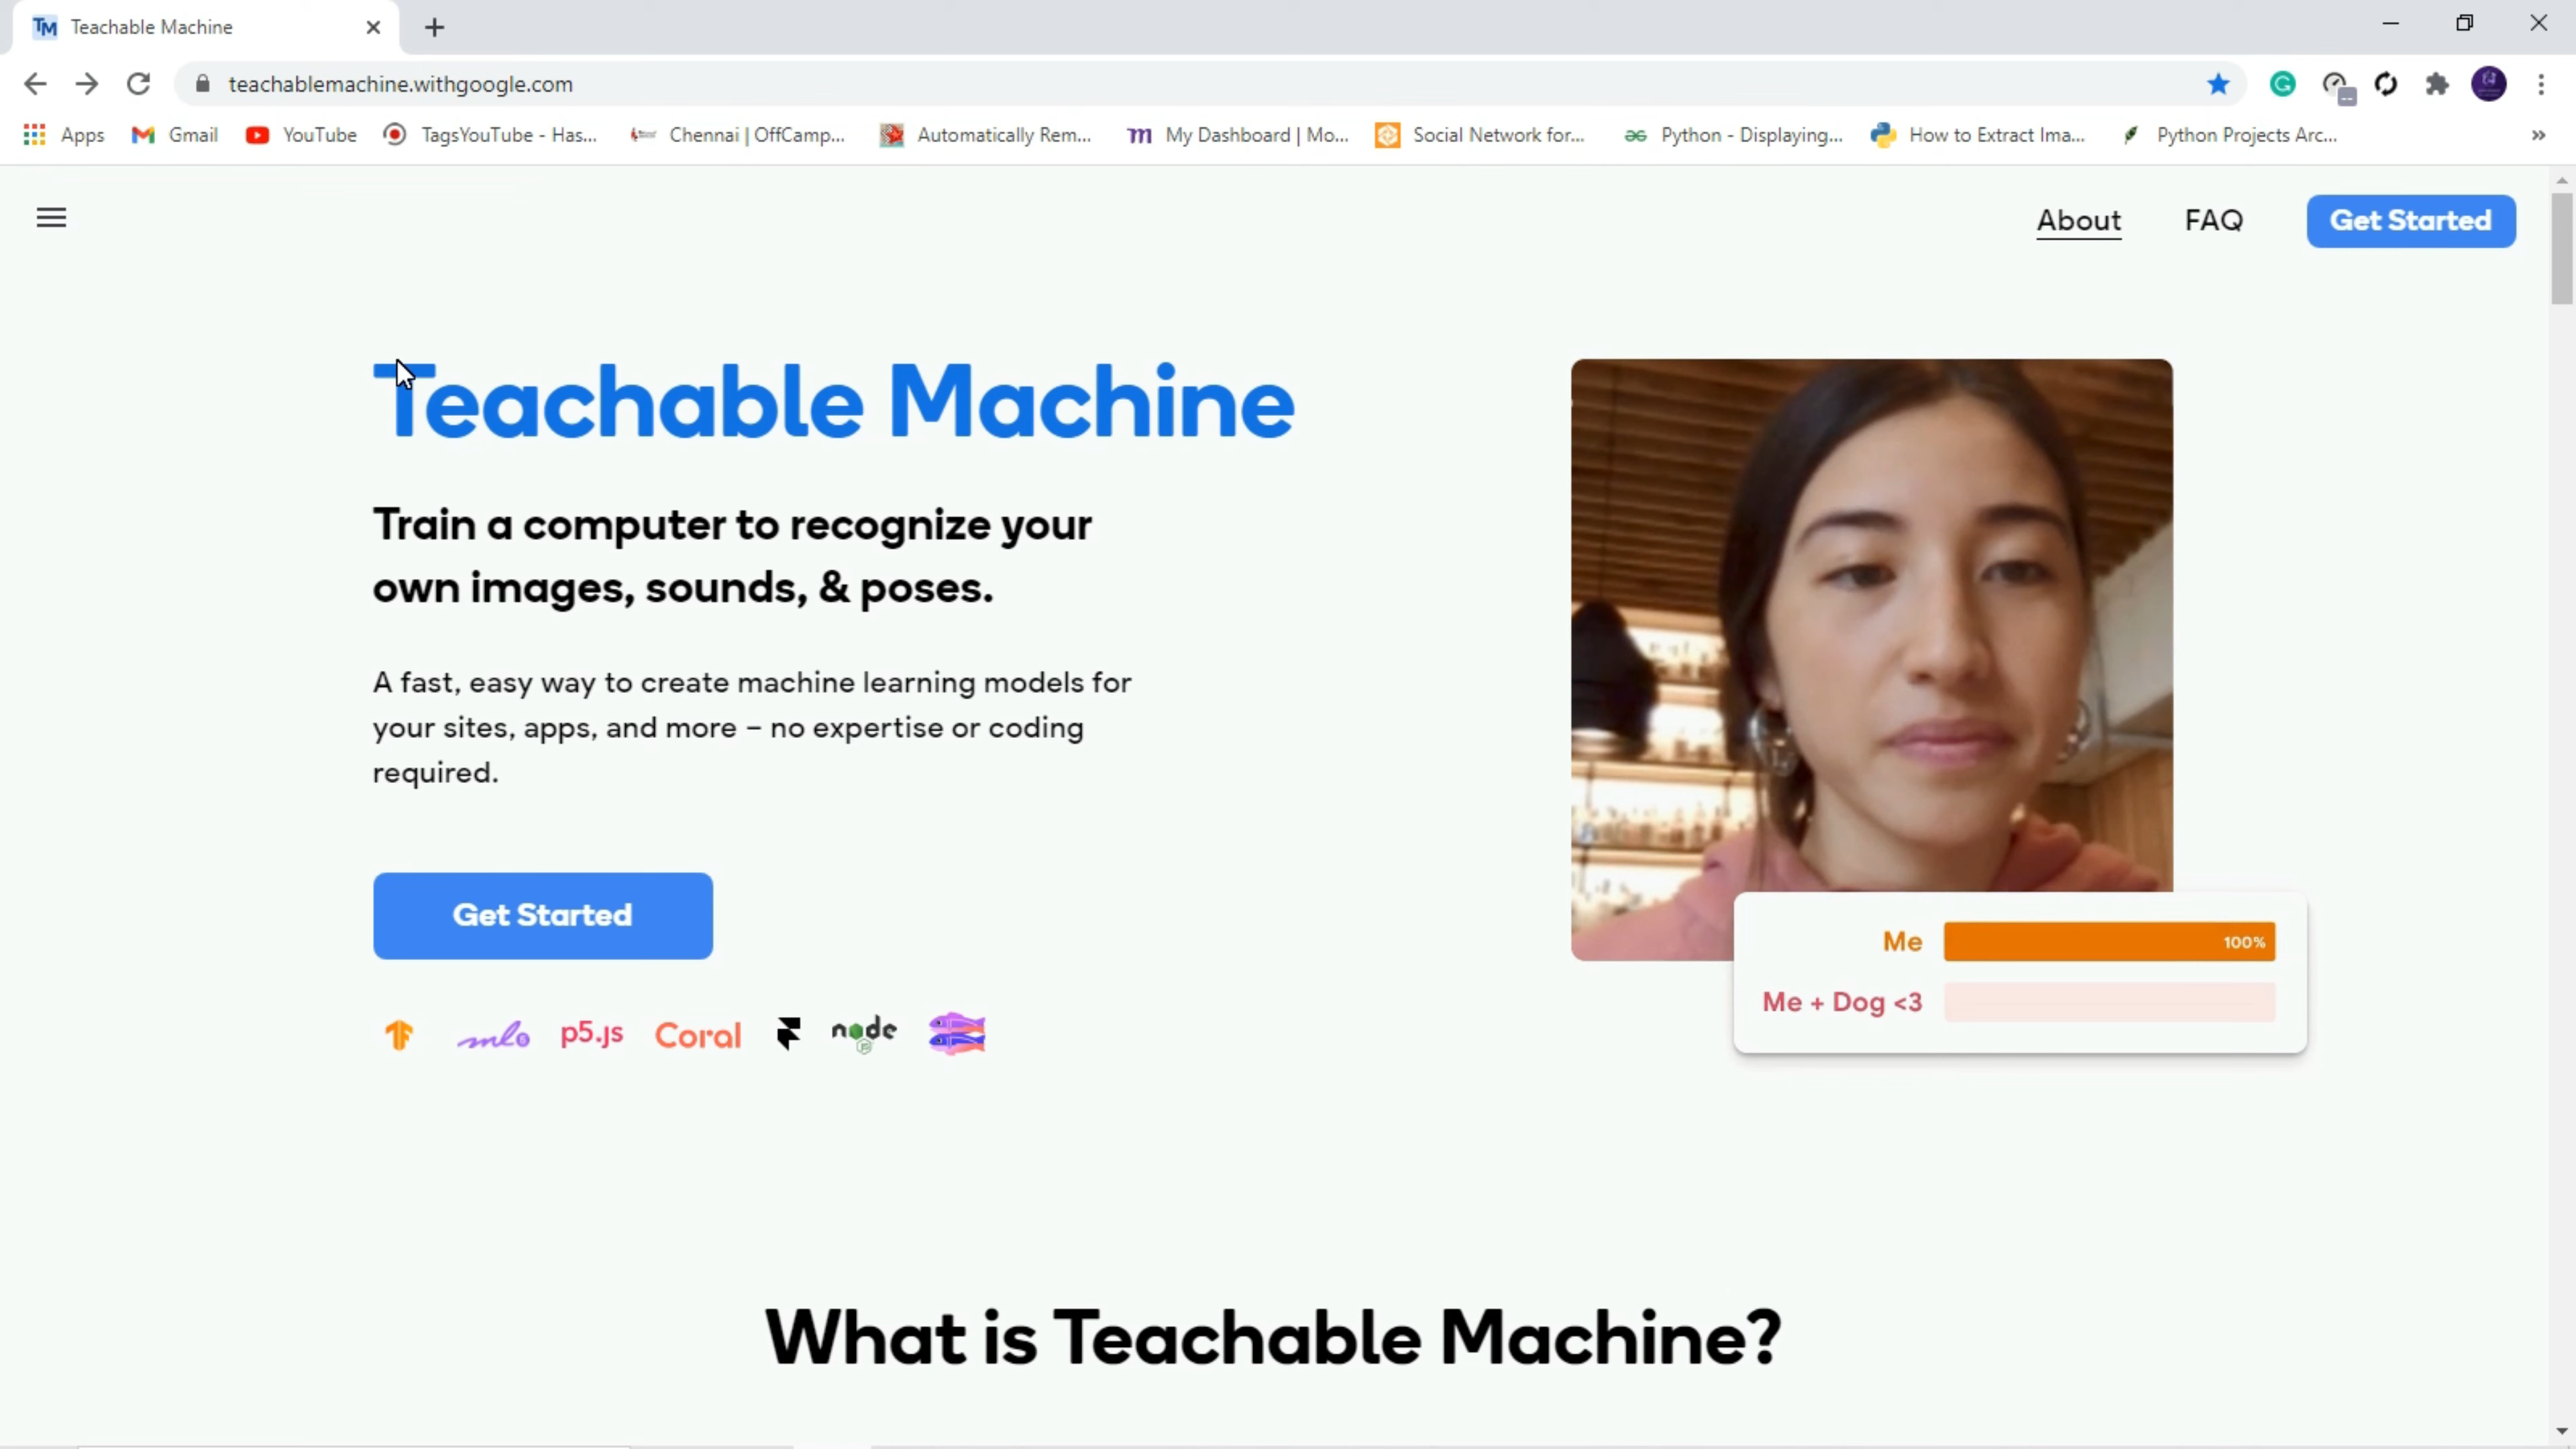 TM Teachable Machine
teachablemachine.withgoogle.com
Apps Gmail YouTube TagsYouTube - Has... Chennai | OffCamp... Automatically Rem... m My Dashboard | Mo... Social Network for... Python - Displaying... How to Extract Ima... Python Projects Arc... »
About FAQ Get Started
Teachable Machine
Train a computer to recognize your
own images, sounds, & poses.
A fast, easy way to create machine learning models for
your sites, apps, and more – no expertise or coding
required.
Get Started
Me 100%
Me + Dog <3
ml5 p5.js Coral node
What is Teachable Machine?